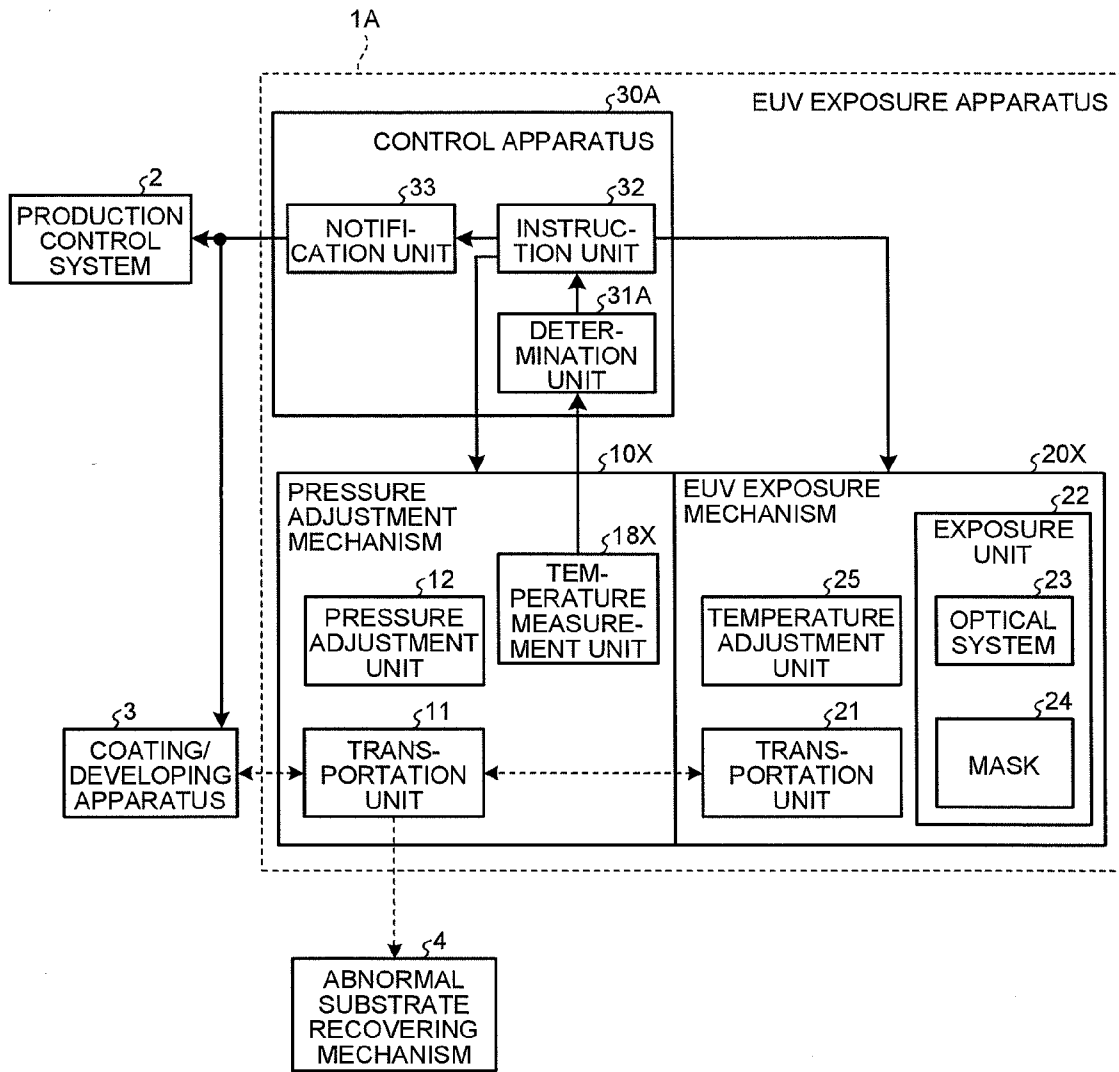 1A
EUV EXPOSURE APPARATUS
30A
CONTROL APPARATUS
2
PRODUCTION
CONTROL
SYSTEM
33
NOTIFI-
CATION UNIT
32
INSTRUC-
TION UNIT
31A
DETER-
MINATION
UNIT
10X
PRESSURE
ADJUSTMENT
MECHANISM
18X
TEM-
PERATURE
MEASURE-
MENT UNIT
12
PRESSURE
ADJUSTMENT
UNIT
11
TRANS-
PORTATION
UNIT
20X
EUV EXPOSURE
MECHANISM
22
EXPOSURE
UNIT
23
OPTICAL
SYSTEM
24
MASK
25
TEMPERATURE
ADJUSTMENT
UNIT
21
TRANS-
PORTATION
UNIT
3
COATING/
DEVELOPING
APPARATUS
4
ABNORMAL
SUBSTRATE
RECOVERING
MECHANISM